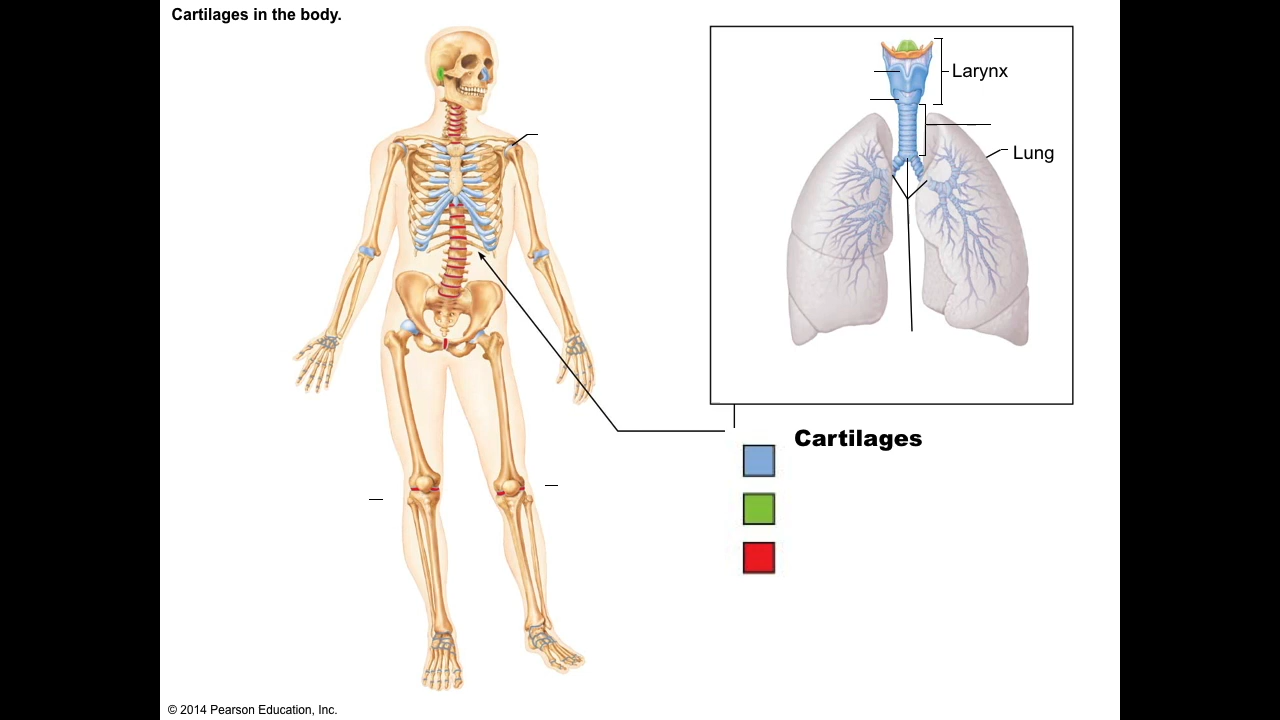 Cartilages in the body.
Larynx
Lung
Cartilages
© 2014 Pearson Education, Inc.